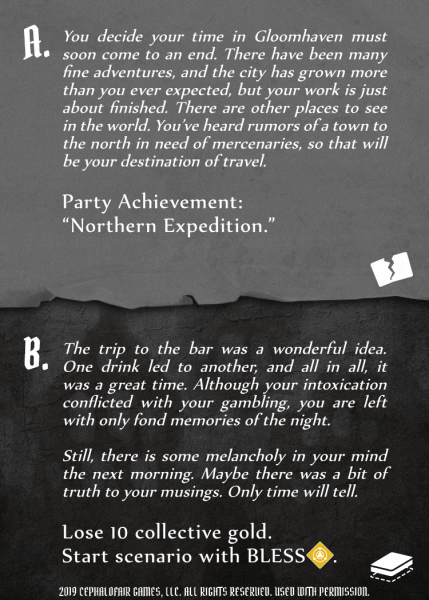 A. You decide your time in Gloomhaven must
soon come to an end. There have been many
fine adventures, and the city has grown more
than you ever expected, but your work is just
about finished. There are other places to see
in the world. You've heard rumors of a town to
the north in need of mercenaries, so that will
be your destination of travel.
Party Achievement:
“Northern Expedition.”
B. The trip to the bar was a wonderful idea.
One drink led to another, and all in all, it
was a great time. Although your intoxication
conflicted with your gambling, you are left
with only fond memories of the night.
Still, there is some melancholy in your mind
the next morning. Maybe there was a bit of
truth to your musings. Only time will tell.
Lose 10 collective gold.
Start scenario with BLESS.
2019 CEPHALOFAIR GAMES, LLC. ALL RIGHTS RESERVED. USED WITH PERMISSION.